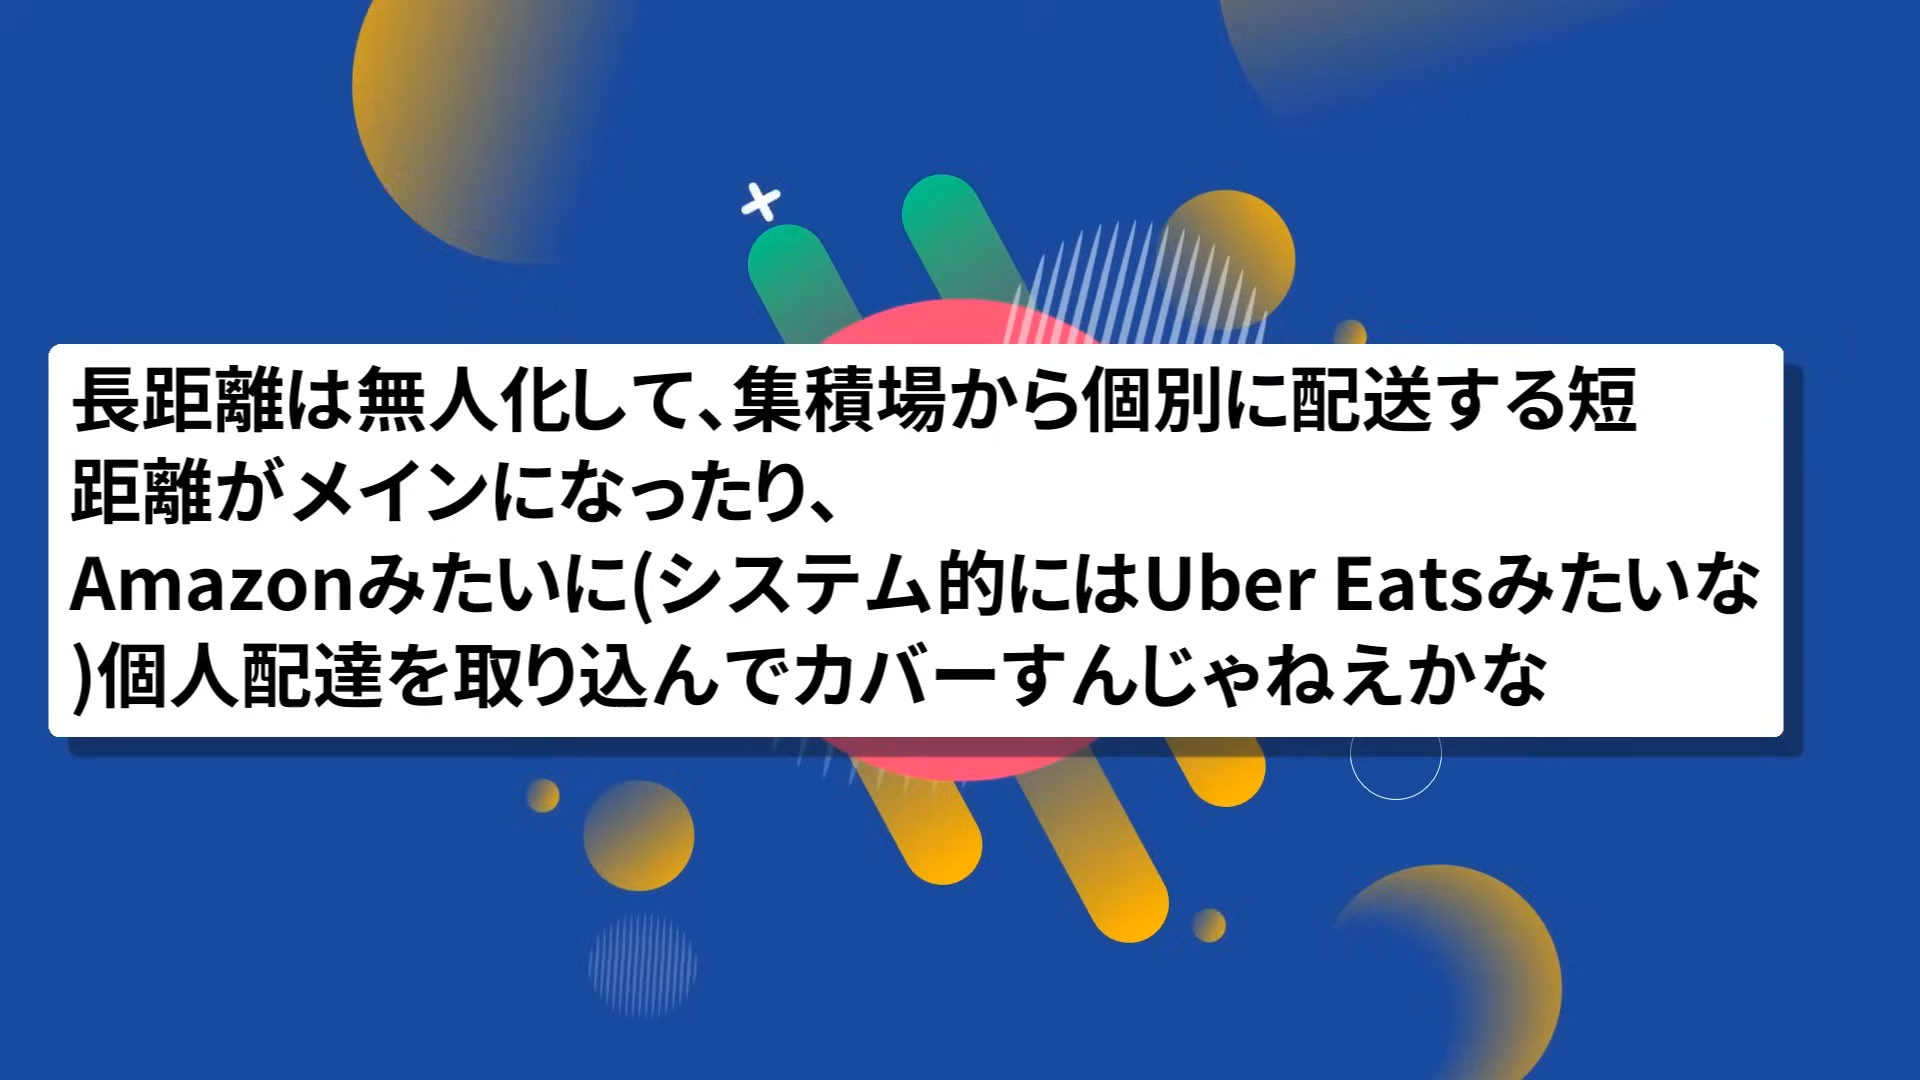 長距離は無人化して、集積場から個別に配送する短
距離がメインになったり、
Amazonみたいに(システム的にはUber Eatsみたいな
)個人配達を取り込んでカバーすんじゃねえかな